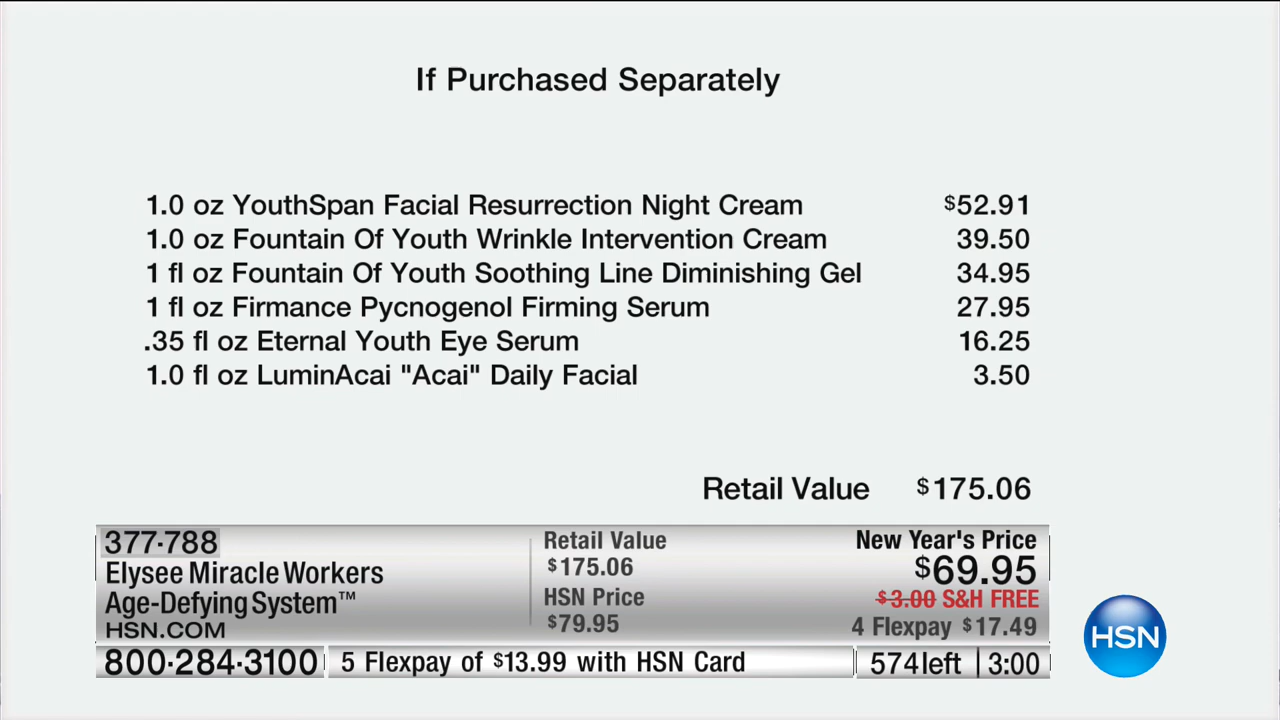 If Purchased Separately
1.0 oz YouthSpan Facial Resurrection Night Cream $52.91
1.0 oz Fountain Of Youth Wrinkle Intervention Cream 39.50
1 fl oz Fountain Of Youth Soothing Line Diminishing Gel 34.95
1 fl oz Firmance Pycnogenol Firming Serum 27.95
.35 fl oz Eternal Youth Eye Serum 16.25
1.0 fl oz LuminAcai "Acai" Daily Facial 3.50
Retail Value $175.06
377·788
Elysee Miracle Workers
Age-Defying System™
HSN.COM
Retail Value
$175.06
HSN Price
$79.95
New Year's Price
$69.95
$3.00 S&H FREE
4 Flexpay $17.49
800·284·3100
5 Flexpay of $13.99 with HSN Card
574 left 3:00
HSN